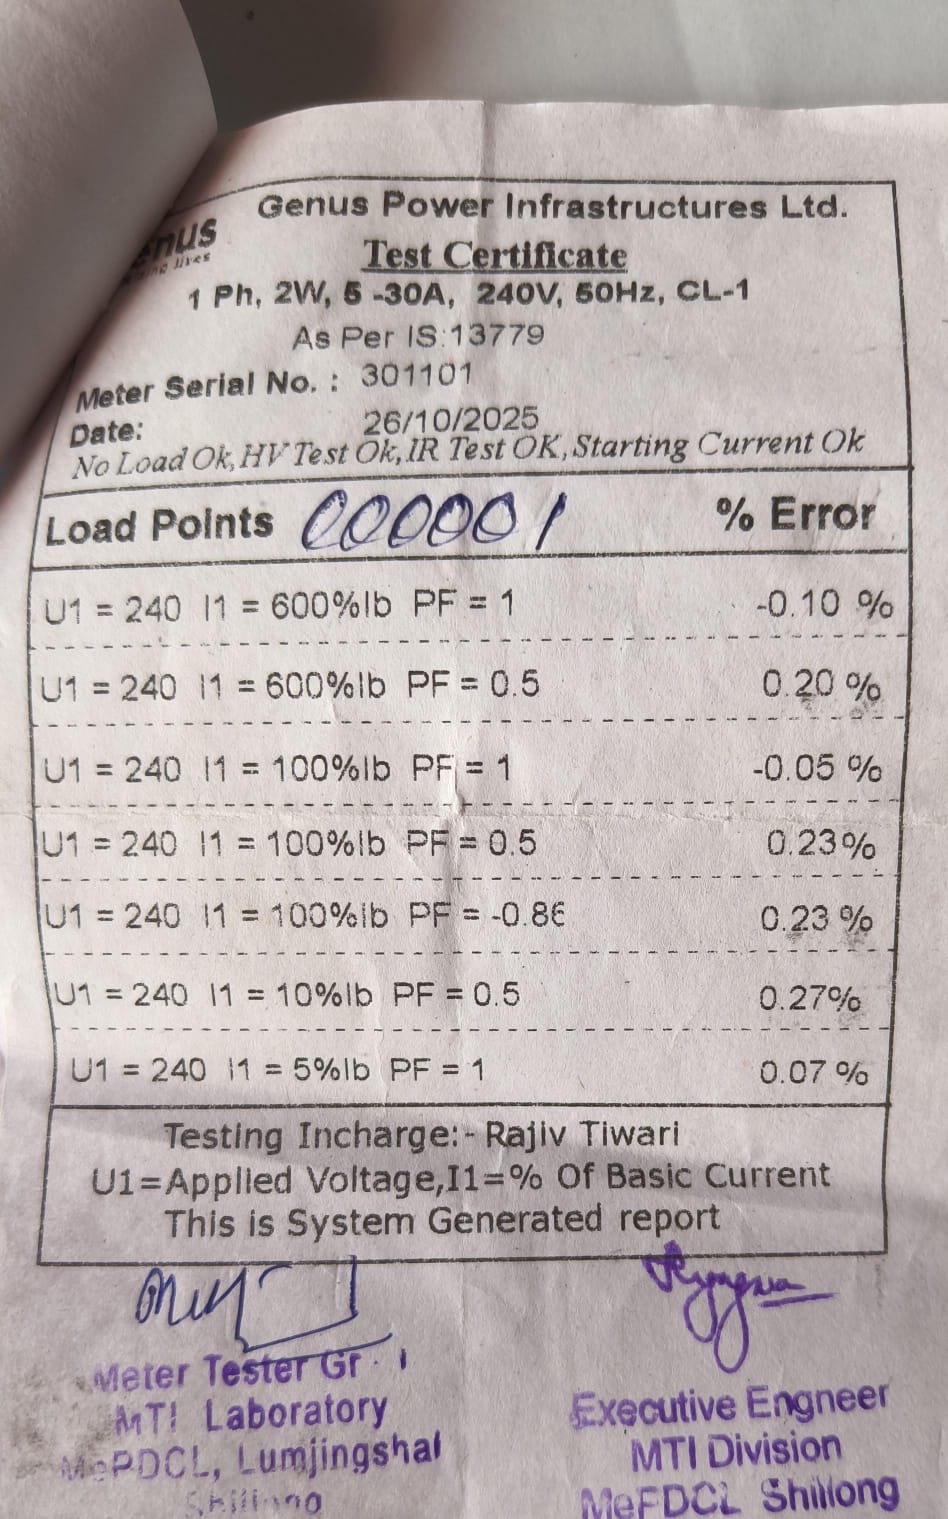 Genus Power Infrastructures Ltd.
enus
lives
Test Certificate
1 Ph, 2W, 5 -30A, 240V, 50Hz, CL-1
As Per IS:13779
Meter Serial No. : 301101
Date: 26/10/2025
No Load Ok, HV Test Ok, IR Test OK, Starting Current Ok
Load Points 000001 % Error
U1 = 240 I1 = 600%Ib PF = 1 -0.10 %
U1 = 240 I1 = 600%Ib PF = 0.5 0.20 %
U1 = 240 I1 = 100%Ib PF = 1 -0.05 %
U1 = 240 I1 = 100%Ib PF = 0.5 0.23%
U1 = 240 I1 = 100%Ib PF = -0.86 0.23 %
U1 = 240 I1 = 10%Ib PF = 0.5 0.27%
U1 = 240 I1 = 5%Ib PF = 1 0.07 %
Testing Incharge:- Rajiv Tiwari
U1=Applied Voltage,I1=% Of Basic Current
This is System Generated report
Meter Tester Gr. I
MTI Laboratory
MePDCL, Lumjingshai
Shillong
Executive Engneer
MTI Division
MePDCL Shillong